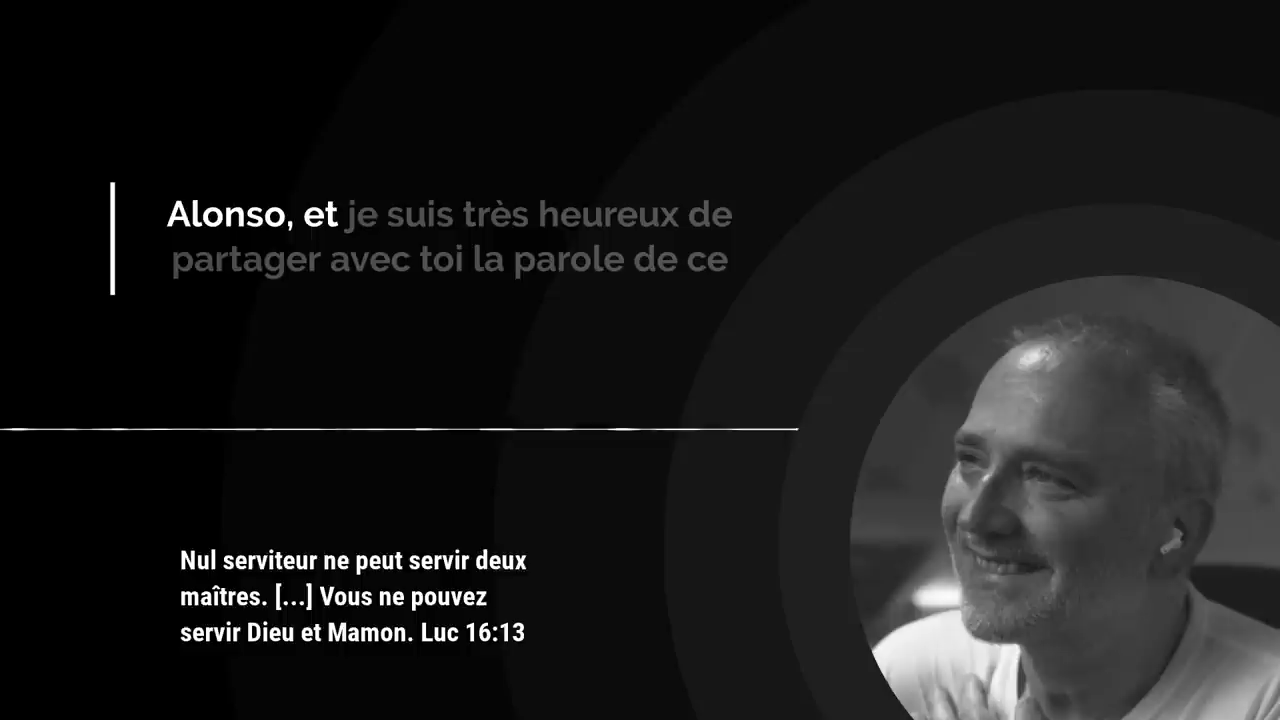 Alonso, et je suis très heureux de
partager avec toi la parole de ce
Nul serviteur ne peut servir deux
maîtres. [...] Vous ne pouvez
servir Dieu et Mamon. Luc 16:13